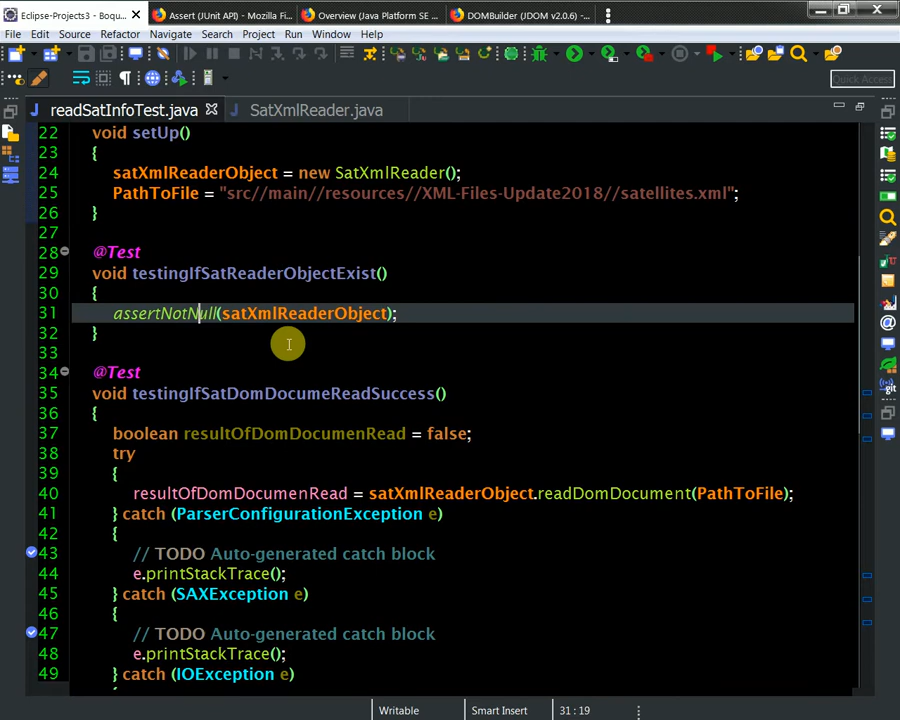 Eclipse-Projects3 - Boqu...
Assert (JUnit API) - Mozilla Fi...
Overview (Java Platform SE ...
DOMBuilder (JDOM v2.0.6) - ...
File Edit Source Refactor Navigate Search Project Run Window Help
Quick Access
readSatInfoTest.java SatXmlReader.java
22 void setUp()
23 {
24 satXmlReaderObject = new SatXmlReader();
25 PathToFile = "src//main//resources//XML-Files-Update2018//satellites.xml";
26 }
27
28 @Test
29 void testingIfSatReaderObjectExist()
30 {
31 assertNotNull(satXmlReaderObject);
32 }
33
34 @Test
35 void testingIfSatDomDocumeReadSuccess()
36 {
37 boolean resultOfDomDocumenRead = false;
38 try
39 {
40 resultOfDomDocumenRead = satXmlReaderObject.readDomDocument(PathToFile);
41 } catch (ParserConfigurationException e)
42 {
43 // TODO Auto-generated catch block
44 e.printStackTrace();
45 } catch (SAXException e)
46 {
47 // TODO Auto-generated catch block
48 e.printStackTrace();
49 } catch (IOException e)
Writable Smart Insert 31 : 19